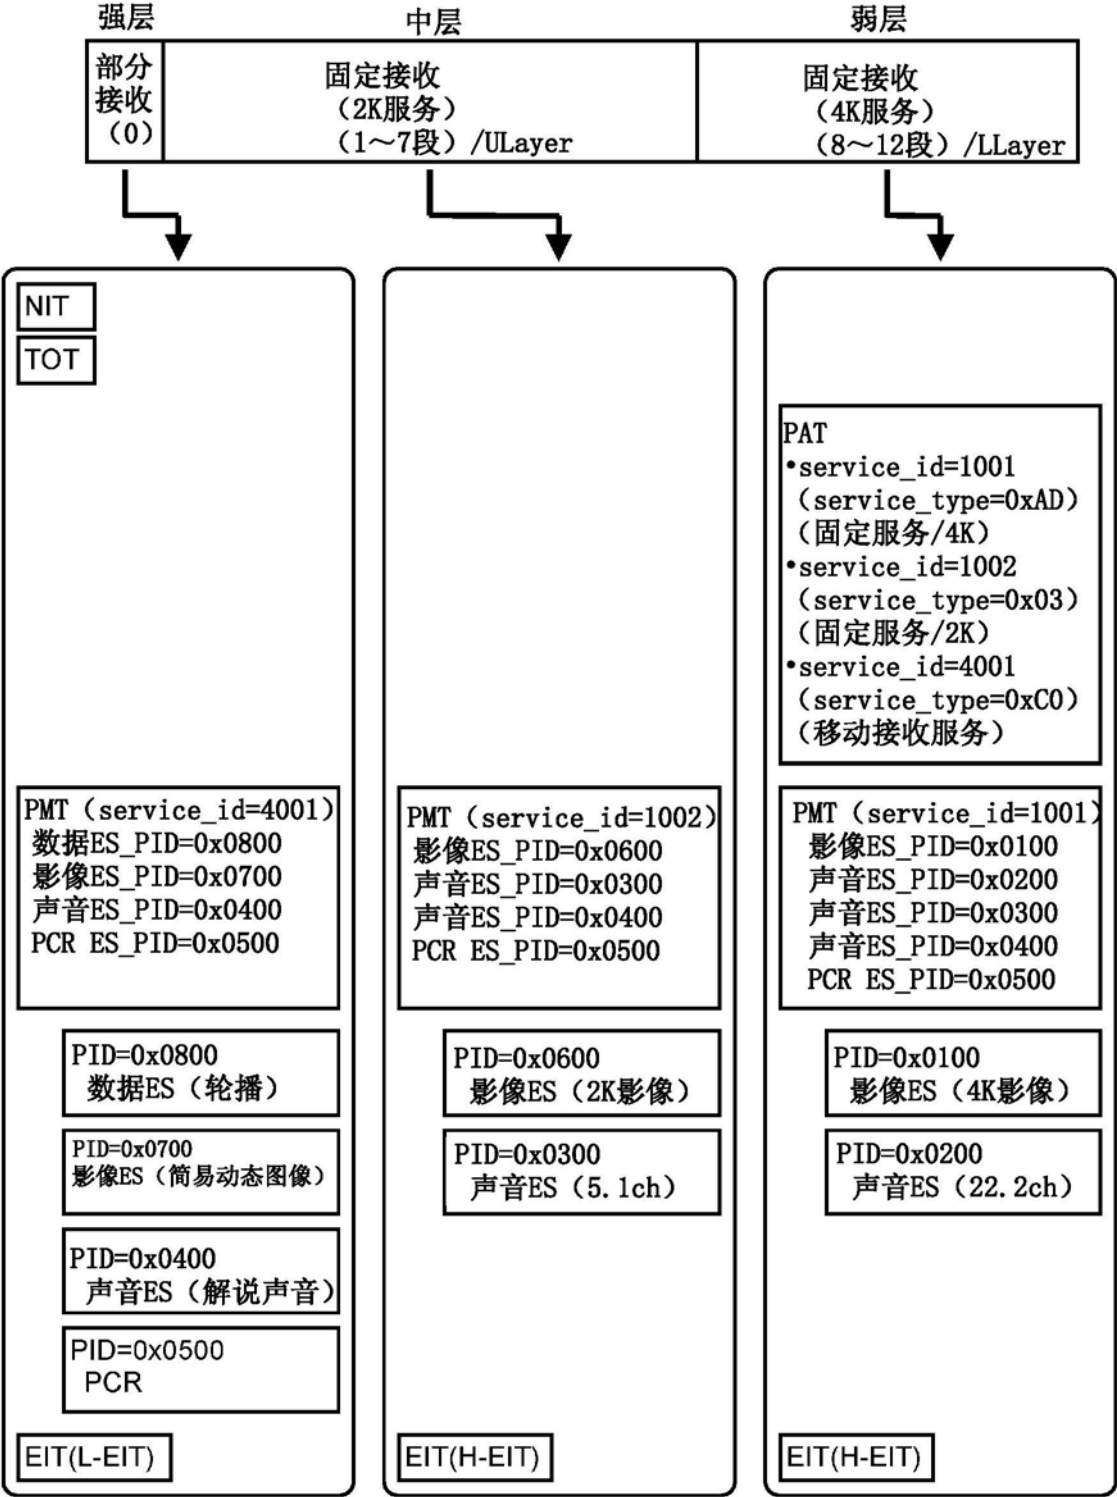 强层
中层
弱层
部分
接收
（0）
固定接收
（2K服务）
（1～7段）/ULayer
固定接收
（4K服务）
（8～12段）/LLayer
NIT
TOT
PMT（service_id=4001）
数据ES_PID=0x0800
影像ES_PID=0x0700
声音ES_PID=0x0400
PCR ES_PID=0x0500
PID=0x0800
数据ES（轮播）
PID=0x0700
影像ES（简易动态图像）
PID=0x0400
声音ES（解说声音）
PID=0x0500
PCR
EIT(L-EIT)
PMT（service_id=1002）
影像ES_PID=0x0600
声音ES_PID=0x0300
声音ES_PID=0x0400
PCR ES_PID=0x0500
PID=0x0600
影像ES（2K影像）
PID=0x0300
声音ES（5.1ch）
EIT(H-EIT)
PAT
•service_id=1001
（service_type=0xAD）
（固定服务/4K）
•service_id=1002
（service_type=0x03）
（固定服务/2K）
•service_id=4001
（service_type=0xC0）
（移动接收服务）
PMT（service_id=1001）
影像ES_PID=0x0100
声音ES_PID=0x0200
声音ES_PID=0x0300
声音ES_PID=0x0400
PCR ES_PID=0x0500
PID=0x0100
影像ES（4K影像）
PID=0x0200
声音ES（22.2ch）
EIT(H-EIT)